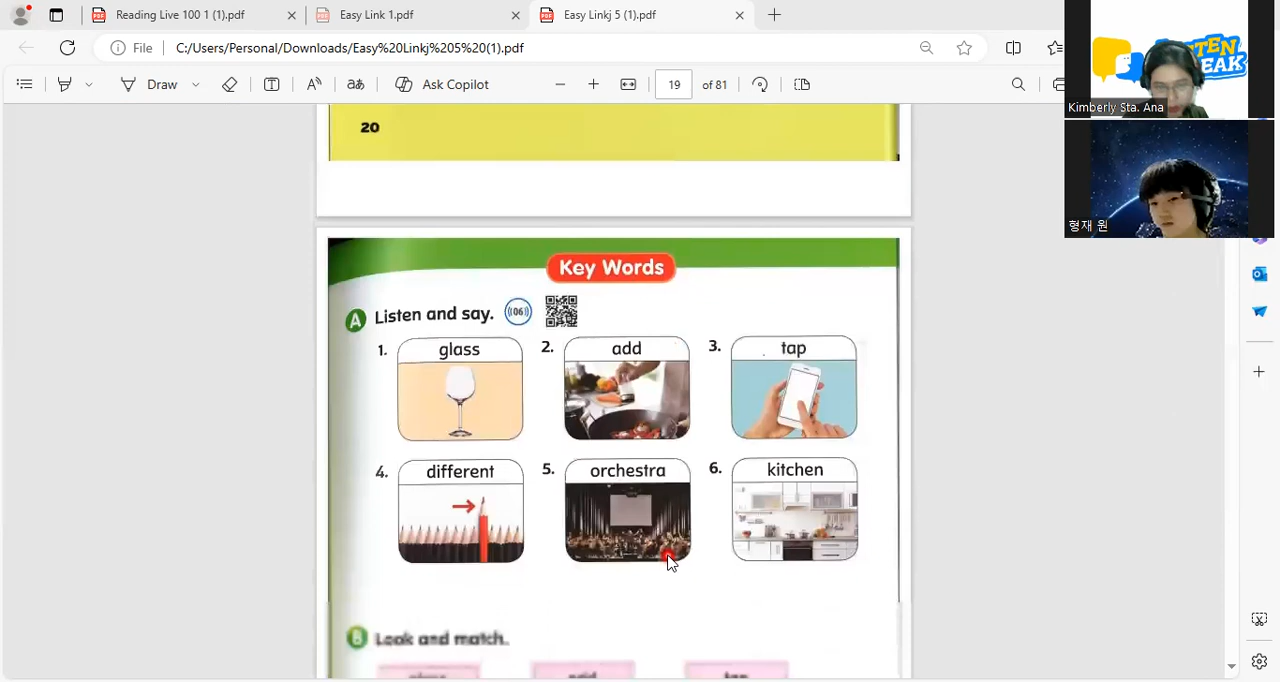 Reading Live 100 1 (1).pdf
Easy Link 1.pdf
Easy Linkj 5 (1).pdf
File
C:/Users/Personal/Downloads/Easy%20Linkj%205%20(1).pdf
Draw
Ask Copilot
19 of 81
Kimberly Sta. Ana
형재 원
20
Key Words
A Listen and say. 06
1. glass
2. add
3. tap
4. different
5. orchestra
6. kitchen
B Look and match.